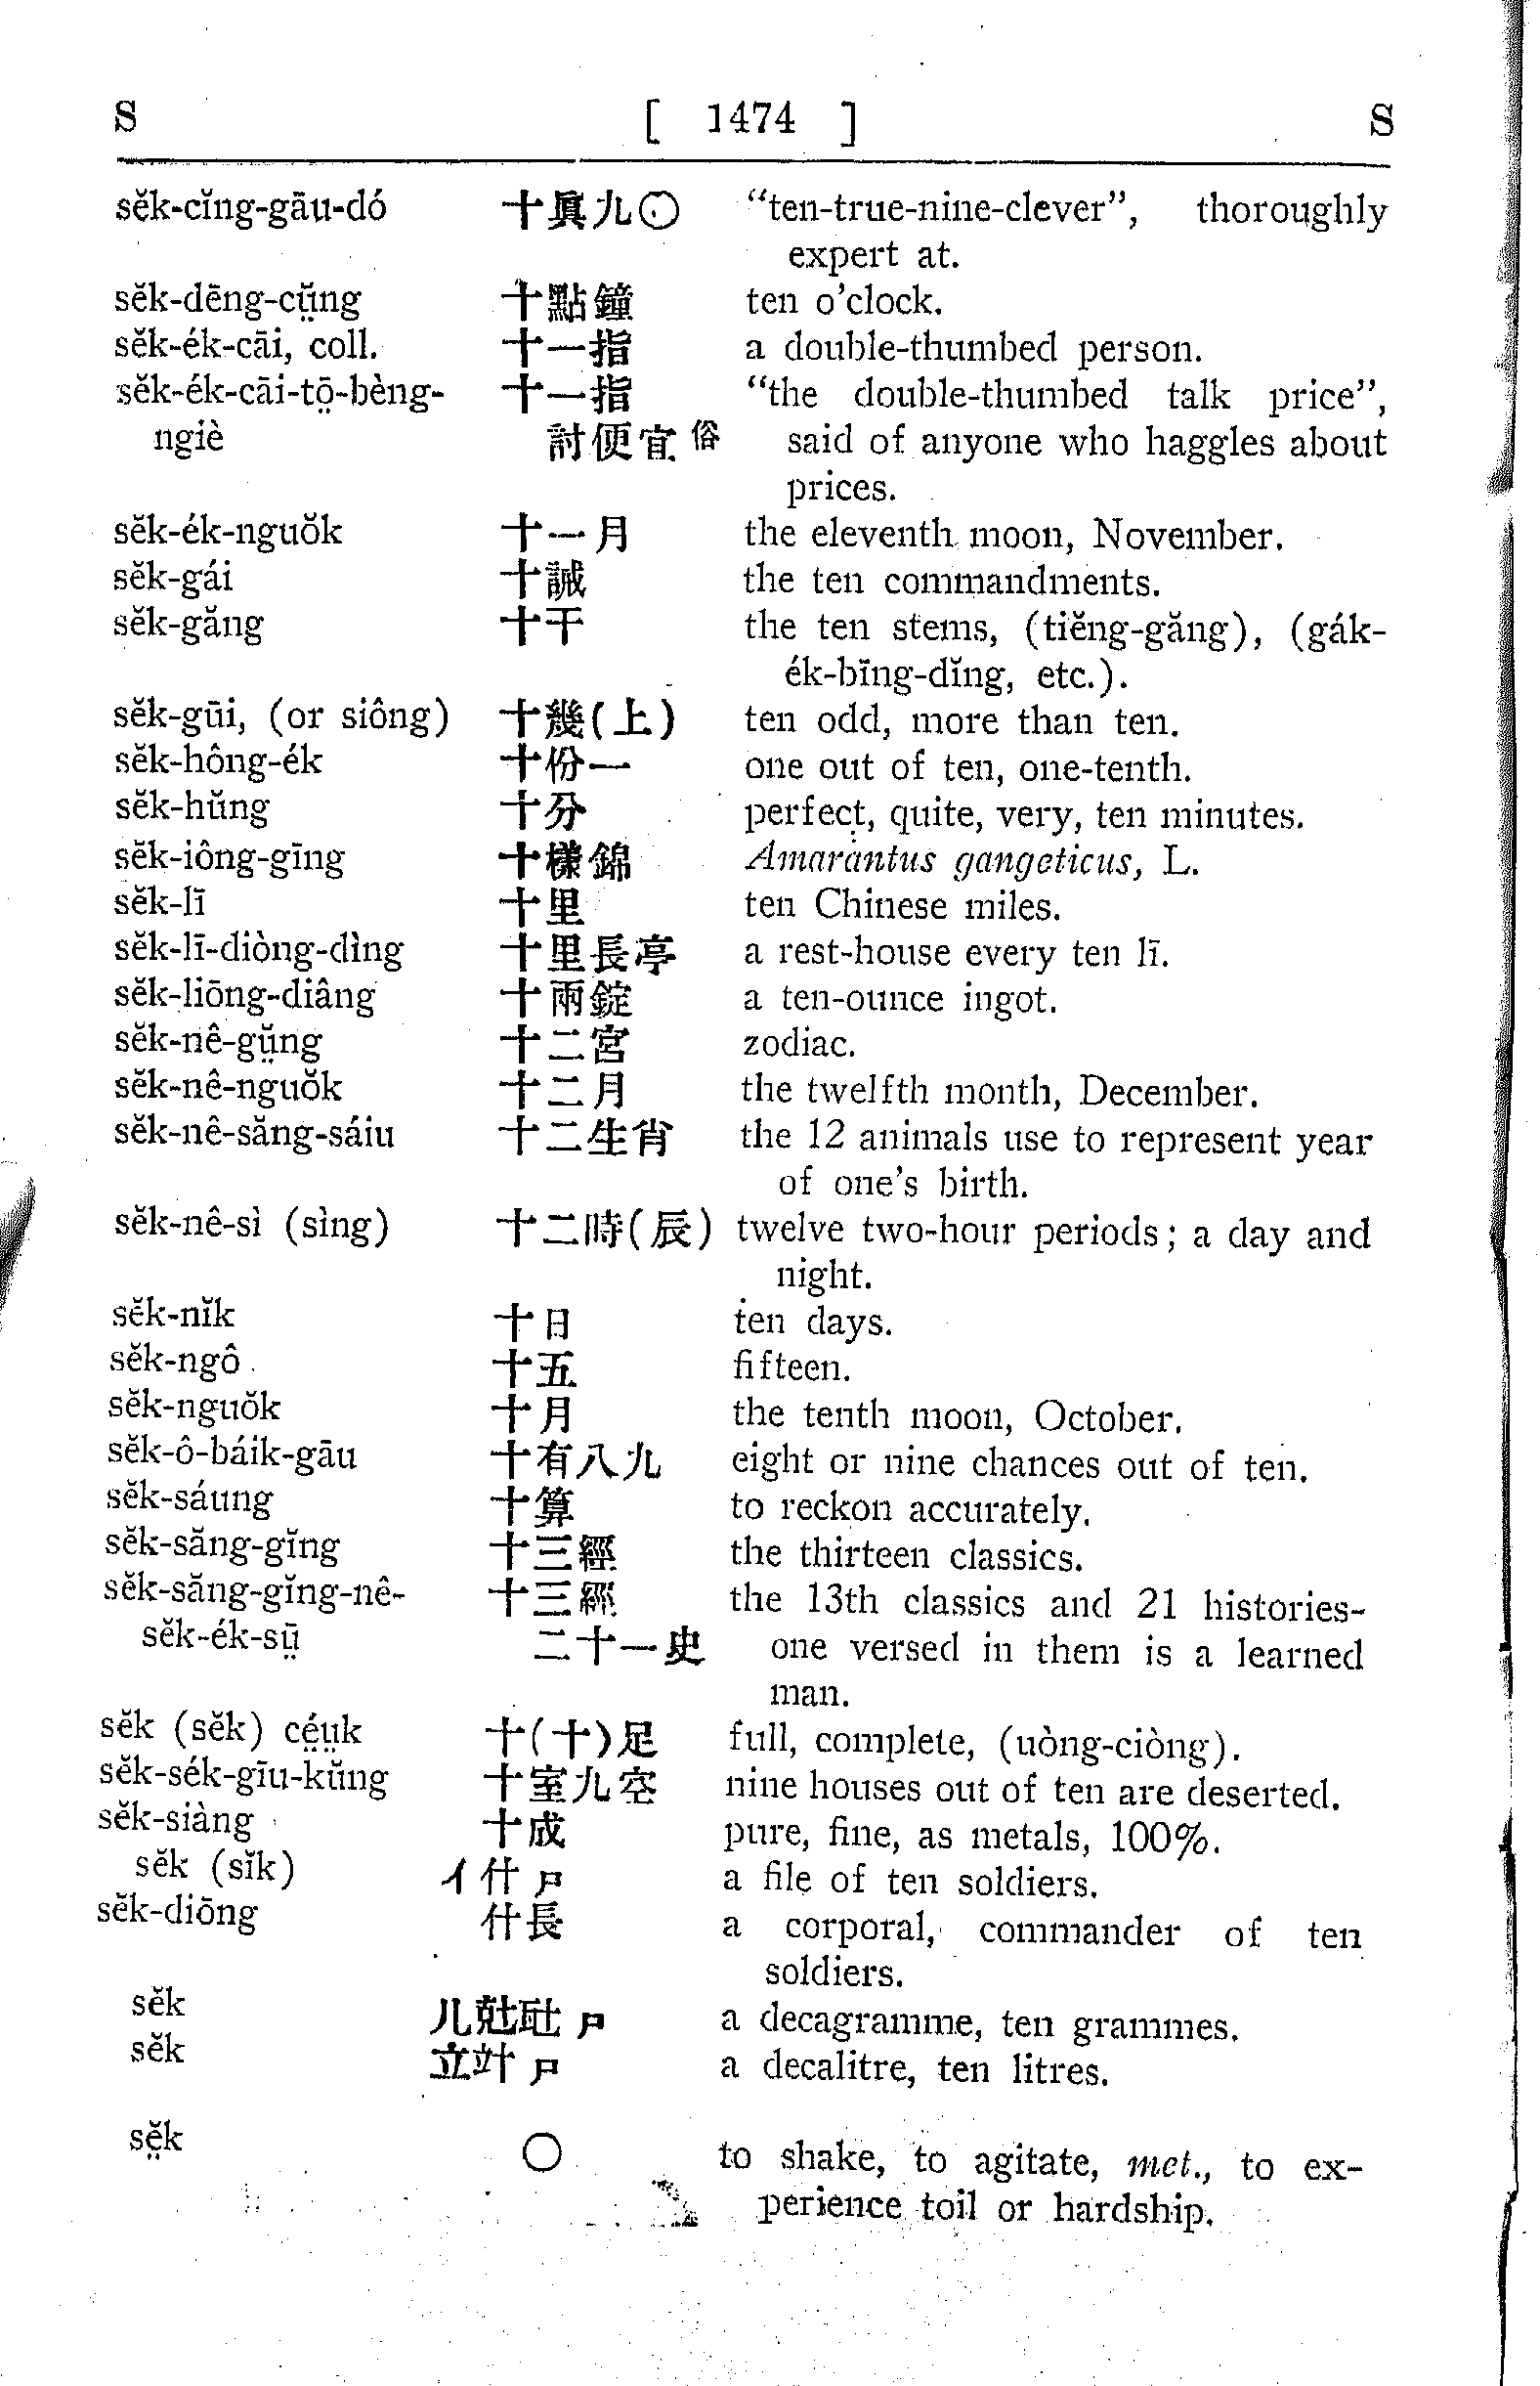 S [ 1474 ] S
sĕk-cĭng-gāu-dó 十眞九〇 “ten-true-nine-clever”, thoroughly
expert at.
sĕk-dēng-cṳ̆ng 十點鐘 ten o’clock.
sĕk-ék-cāi, coll. 十一指 a double-thumbed person.
sĕk-ék-cāi-tō̤-bèng- 十一指 “the double-thumbed talk price”,
ngiè 討便宜俗 said of anyone who haggles about
prices.
sĕk-ék-nguŏk 十一月 the eleventh moon, November.
sĕk-gái 十誡 the ten commandments.
sĕk-găng 十干 the ten stems, (tiĕng-găng), (gák-
ék-bīng-dĭng, etc.).
sĕk-gūi, (or siông) 十幾(上) ten odd, more than ten.
sĕk-hông-ék 十份一 one out of ten, one-tenth.
sĕk-hŭng 十分 perfect, quite, very, ten minutes.
sĕk-iông-gīng 十樣錦 Amarantus gangeticus, L.
sĕk-lī 十里 ten Chinese miles.
sĕk-lī-diòng-dìng 十里長亭 a rest-house every ten lī.
sĕk-liōng-diâng 十兩錠 a ten-ounce ingot.
sĕk-nê-gṳ̆ng 十二宮 zodiac.
sĕk-nê-nguŏk 十二月 the twelfth month, December.
sĕk-nê-săng-sáiu 十二生肖 the 12 animals use to represent year
of one’s birth.
sĕk-nê-sì (sìng) 十二時(辰) twelve two-hour periods; a day and
night.
sĕk-nĭk 十日 ten days.
sĕk-ngô 十五 fifteen.
sĕk-nguŏk 十月 the tenth moon, October.
sĕk-ô-báik-gāu 十有八九 eight or nine chances out of ten.
sĕk-sáung 十算 to reckon accurately.
sĕk-săng-gĭng 十三經 the thirteen classics.
sĕk-săng-gĭng-nê- 十三經 the 13th classics and 21 histories-
sĕk-ék-sṳ̄ 二十一史 one versed in them is a learned
man.
sĕk (sĕk) cé̤ṳk 十(十)足 full, complete, (uòng-ciòng).
sĕk-sék-gīu-kŭng 十室九空 nine houses out of ten are deserted.
sĕk-siàng 十成 pure, fine, as metals, 100%.
sĕk (sĭk) 亻什ㄕ a file of ten soldiers.
sĕk-diōng 什長 a corporal, commander of ten
soldiers.
sĕk 儿兙ㄕ a decagramme, ten grammes.
sĕk 立竍ㄕ a decalitre, ten litres.
sĕ̤k 〇 to shake, to agitate, met., to ex-
perience toil or hardship.